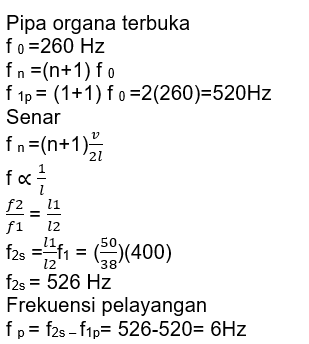 Pipa organa terbuka
f 0 =260 Hz
f n =(n+1) f 0
f 1p = (1+1) f 0 =2(260)=520Hz
Senar
f n =(n+1) v/2l
f ∝ 1/l
f2/f1 = l1/l2
f2s = l1/l2 f1 = (50/38)(400)
f2s = 526 Hz
Frekuensi pelayangan
f p = f2s – f1p= 526-520= 6Hz